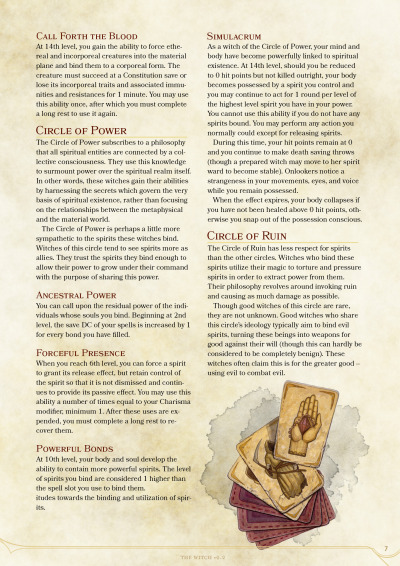 Call Forth the Blood
At 14th level, you gain the ability to force ethe-
real and incorporeal creatures into the material
plane and bind them to a corporeal form. The
creature must succeed at a Constitution save or
lose its incorporeal traits and associated immu-
nities and resistances for 1 minute. You may use
this ability once, after which you must complete
a long rest to use it again.
Circle of Power
The Circle of Power subscribes to a philosophy
that all spiritual entities are connected by a col-
lective consciousness. They use this knowledge
to surmount power over the spiritual realm itself.
In other words, these witches gain their abilities
by harnessing the secrets which govern the very
basis of spiritual existence, rather than focusing
on the relationships between the metaphysical
and the material world.
The Circle of Power is perhaps a little more
sympathetic to the spirits these witches bind.
Witches of this circle tend to see spirits more as
allies. They trust the spirits they bind enough to
allow their power to grow under their command
with the purpose of sharing this power.
Ancestral Power
You can call upon the residual power of the indi-
viduals whose souls you bind. Beginning at 2nd
level, the save DC of your spells is increased by 1
for every bond you have filled.
Forceful Presence
When you reach 6th level, you can force a spirit
to grant its release effect, but retain control of
the spirit so that it is not dismissed and contin-
ues to provide its passive effect. You may use this
ability a number of times equal to your Charisma
modifier, minimum 1. After these uses are ex-
pended, you must complete a long rest to re-
cover them.
Powerful Bonds
At 10th level, your body and soul develop the
ability to contain more powerful spirits. The level
of spirits you bind are considered 1 higher than
the spell slot you use to bind them.
itudes towards the binding and utilization of spir-
its.
Simulacrum
As a witch of the Circle of Power, your mind and
body have become powerfully linked to spiritual
existence. At 14th level, should you be reduced
to 0 hit points but not killed outright, your body
becomes possessed by a spirit you control and
you may continue to act for 1 round per level of
the highest level spirit you have in your power.
You cannot use this ability if you do not have any
spirits bound. You may perform any action you
normally could except for releasing spirits.
During this time, your hit points remain at 0
and you continue to make death saving throws
(though a prepared witch may move to her spirit
ward to become stable). Onlookers notice a
strangeness in your movements, eyes, and voice
while you remain possessed.
When the effect expires, your body collapses if
you have not been healed above 0 hit points, oth-
erwise you snap out of the possession conscious.
Circle of Ruin
The Circle of Ruin has less respect for spirits
than the other circles. Witches who bind these
spirits utilize their magic to torture and pressure
spirits in order to extract power from them.
Their philosophy revolves around invoking ruin
and causing as much damage as possible.
Though good witches of this circle are rare,
they are not unknown. Good witches who share
this circle's ideology typically aim to bind evil
spirits, turning these beings into weapons for
good against their will (though this can hardly be
considered to be completely benign). These
witches often claim this is for the greater good –
using evil to combat evil.
7